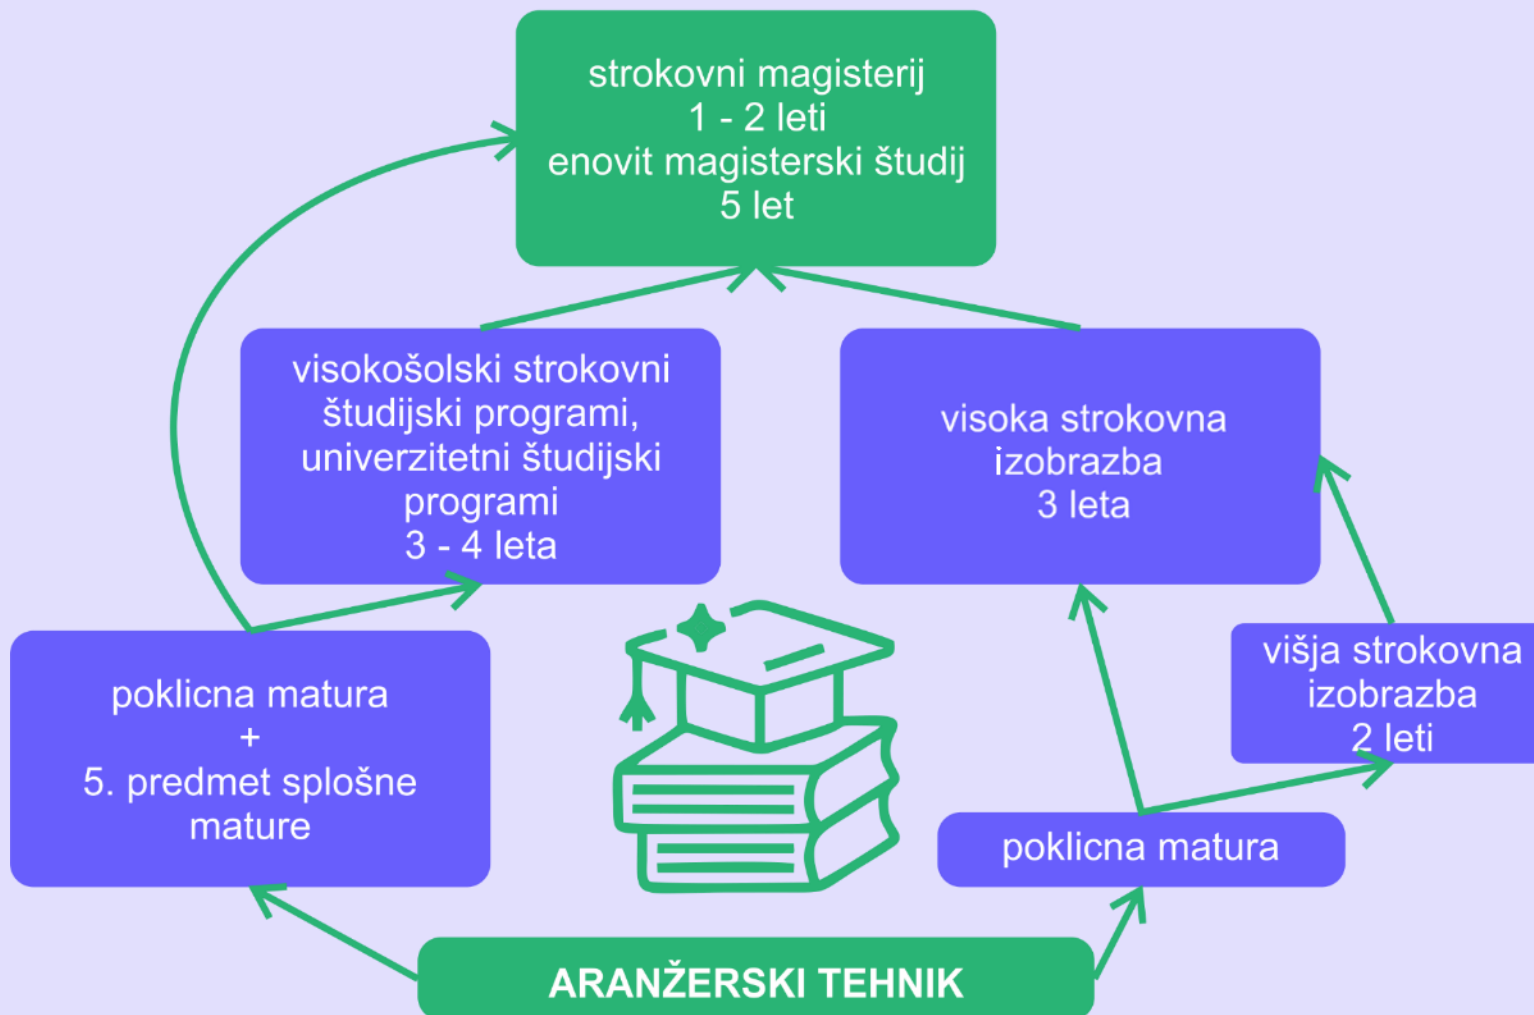 strokovni magisterij
1 - 2 leti
enovit magisterski študij
5 let
visokošolski strokovni
študijski programi,
univerzitetni študijski
programi
3 - 4 leta
visoka strokovna
izobrazba
3 leta
poklicna matura
+
5. predmet splošne
mature
višja strokovna
izobrazba
2 leti
poklicna matura
ARANŽERSKI TEHNIK